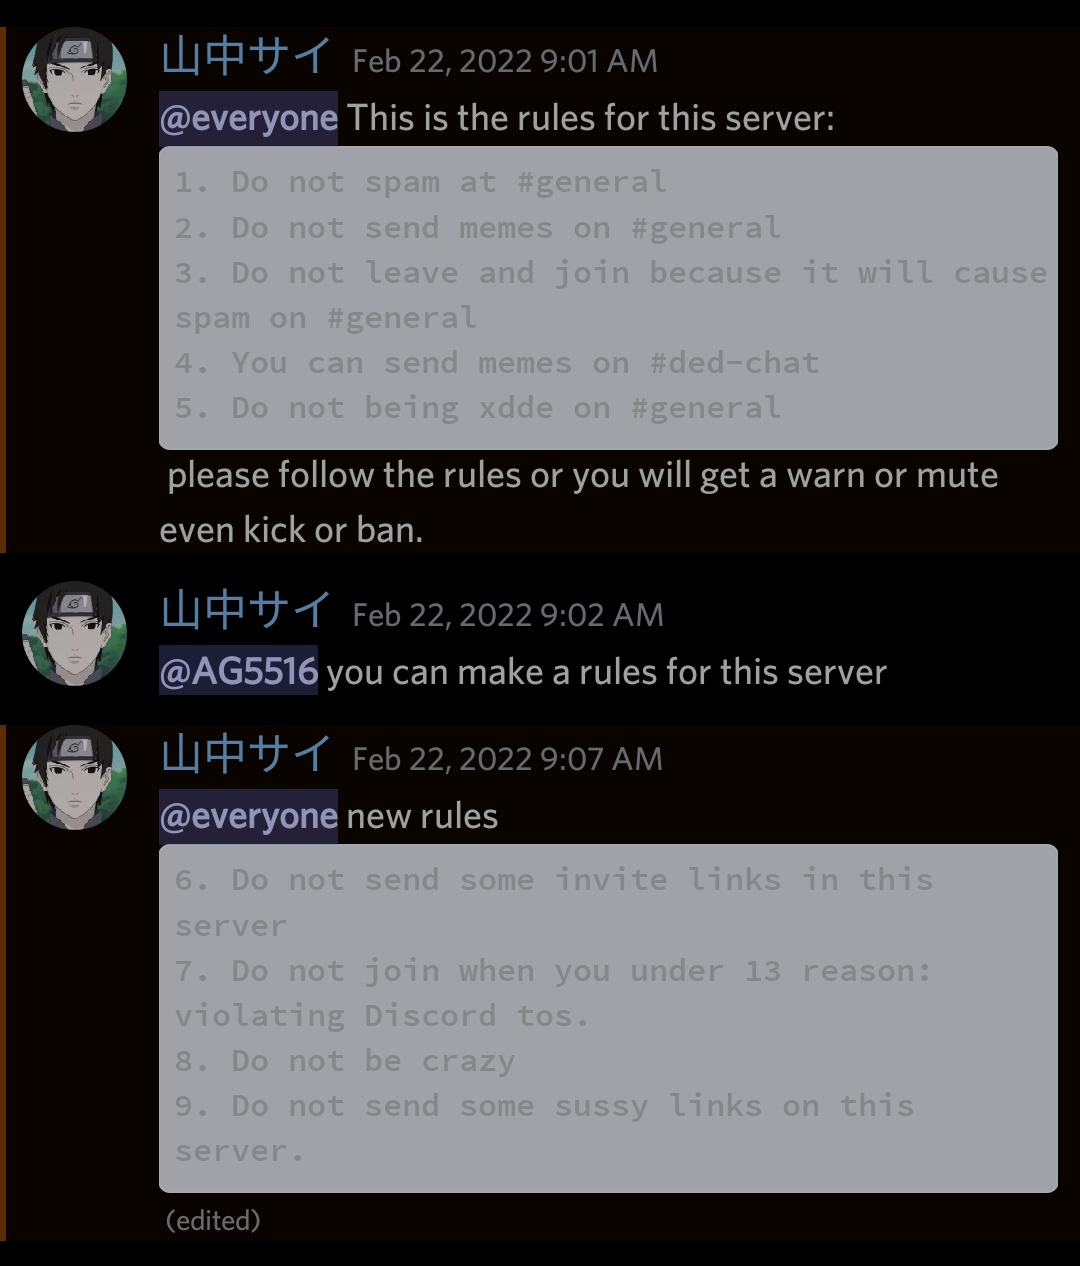 山中サイ Feb 22, 2022 9:01 AM
@everyone This is the rules for this server:
1. Do not spam at #general
2. Do not send memes on #general
3. Do not leave and join because it will cause
spam on #general
4. You can send memes on #ded-chat
5. Do not being xdde on #general
please follow the rules or you will get a warn or mute
even kick or ban.
山中サイ Feb 22, 2022 9:02 AM
@AG5516 you can make a rules for this server
山中サイ Feb 22, 2022 9:07 AM
@everyone new rules
6. Do not send some invite links in this
server
7. Do not join when you under 13 reason:
violating Discord tos.
8. Do not be crazy
9. Do not send some sussy links on this
server.
(edited)